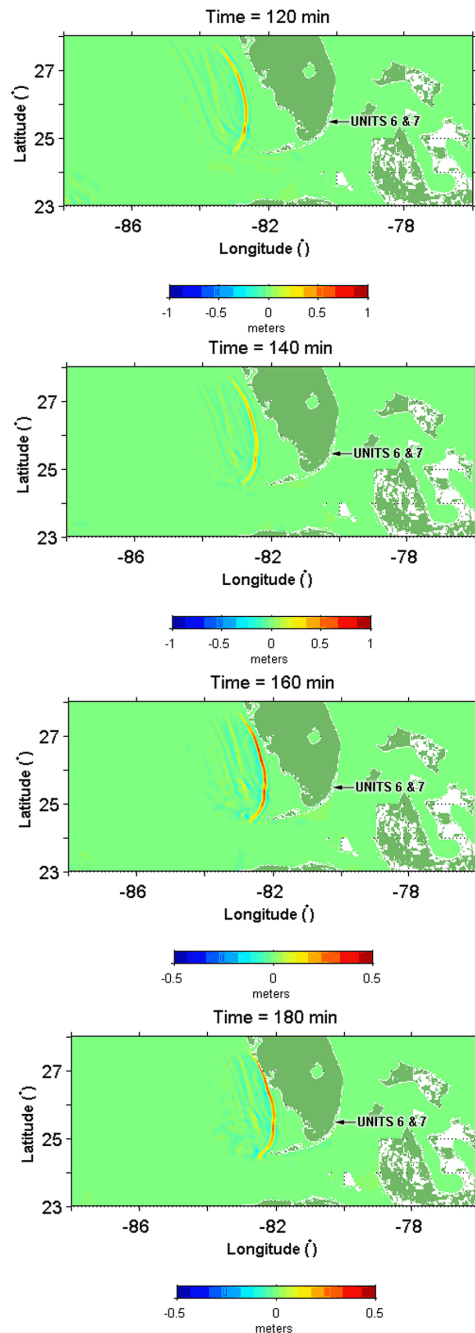 Time = 120 min
27
25
23
Latitude (°)
UNITS 6 & 7
-86 -82 -78
Longitude (°)
-1 -0.5 0 0.5 1
meters
Time = 140 min
27
25
23
Latitude (°)
UNITS 6 & 7
-86 -82 -78
Longitude (°)
-1 -0.5 0 0.5 1
meters
Time = 160 min
27
25
23
Latitude (°)
UNITS 6 & 7
-86 -82 -78
Longitude (°)
-0.5 0 0.5
meters
Time = 180 min
27
25
23
Latitude (°)
UNITS 6 & 7
-86 -82 -78
Longitude (°)
-0.5 0 0.5
meters